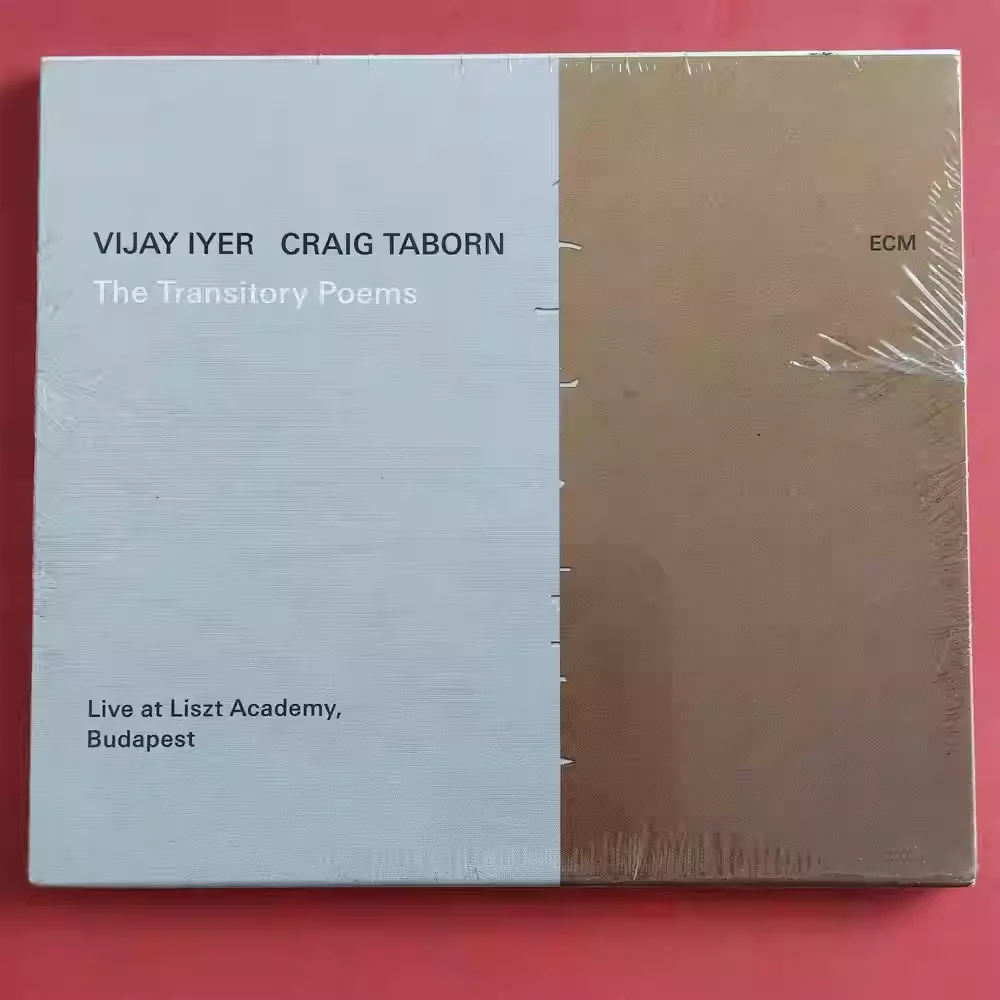 VIJAY IYER CRAIG TABORN
ECM
The Transitory Poems
Live at Liszt Academy,
Budapest